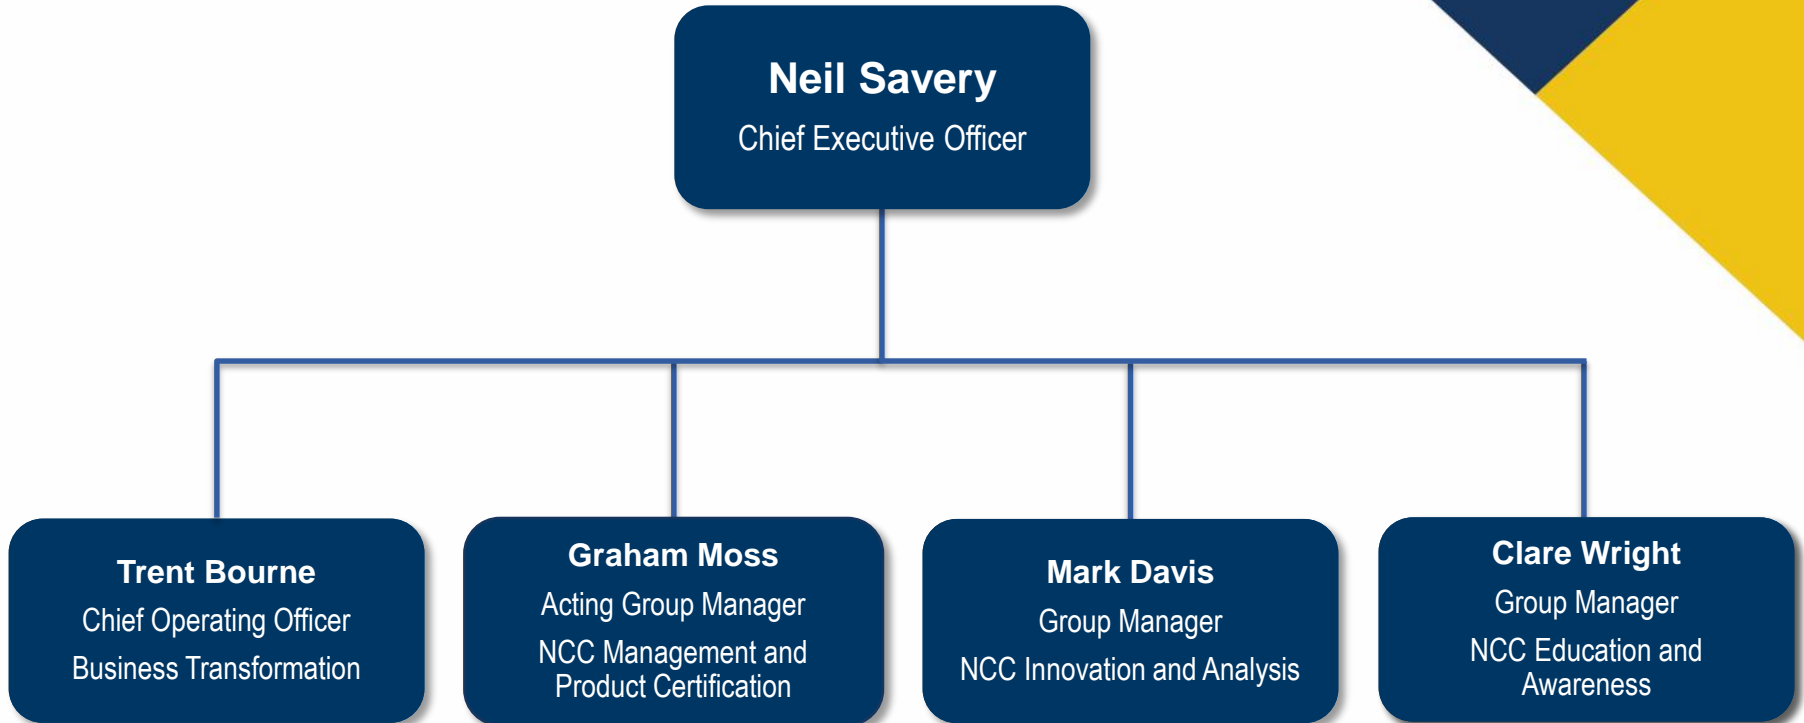 Neil Savery
Chief Executive Officer
Trent Bourne
Chief Operating Officer
Business Transformation
Graham Moss
Acting Group Manager
NCC Management and
Product Certification
Mark Davis
Group Manager
NCC Innovation and Analysis
Clare Wright
Group Manager
NCC Education and
Awareness